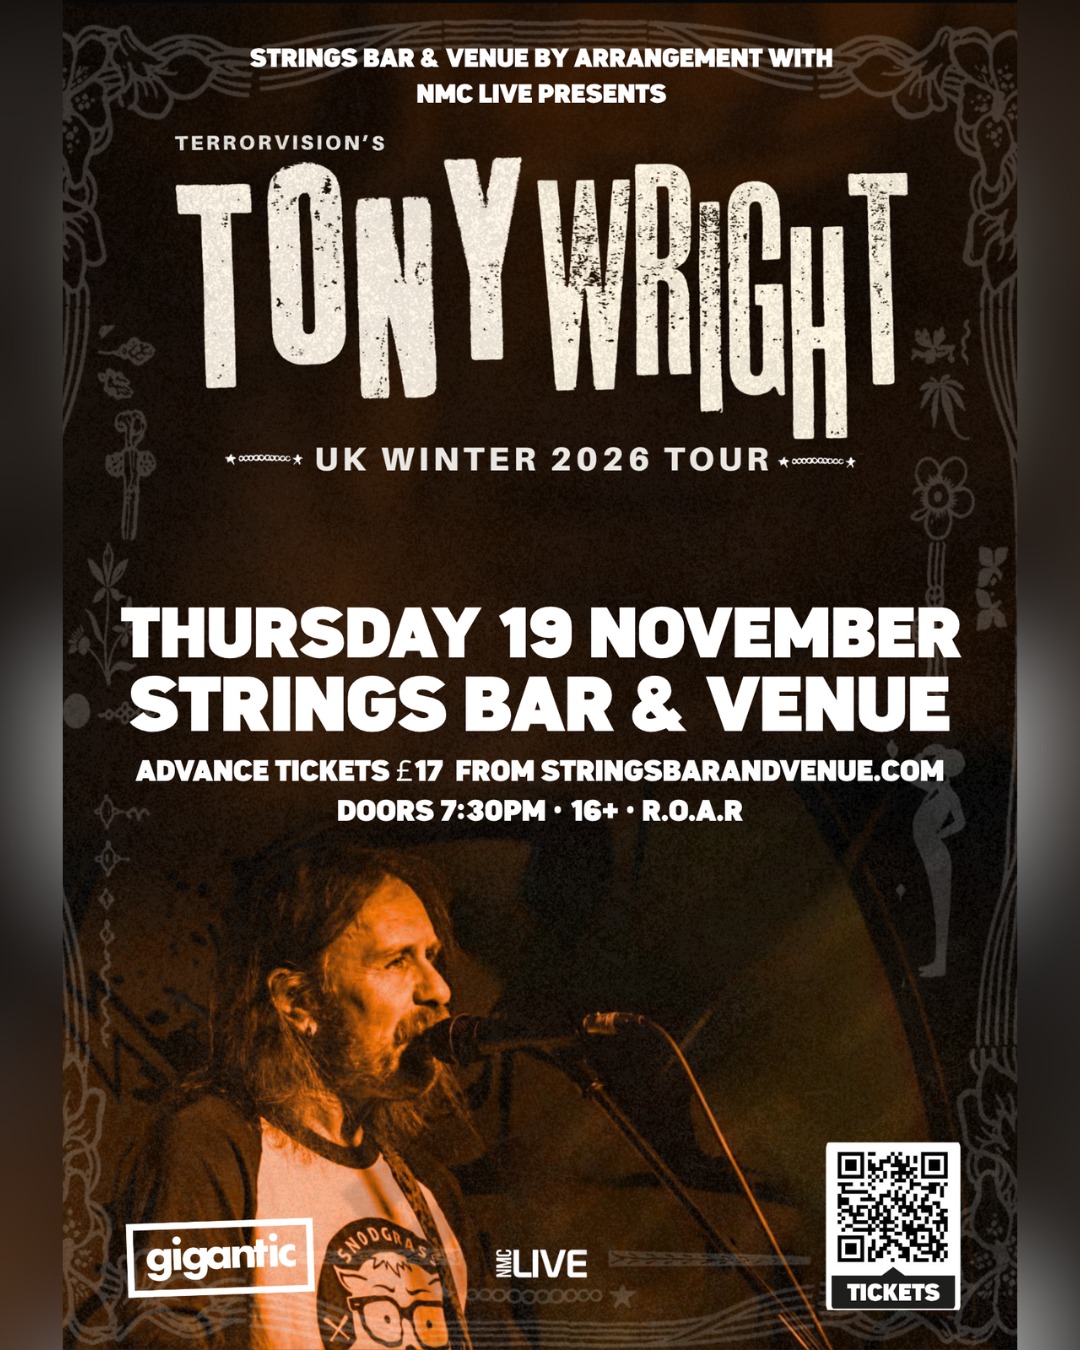 STRINGS BAR & VENUE BY ARRANGEMENT WITH
NMC LIVE PRESENTS
TERRORVISION'S
TONY WRIGHT
UK WINTER 2026 TOUR
THURSDAY 19 NOVEMBER
STRINGS BAR & VENUE
ADVANCE TICKETS £17 FROM STRINGSBARANDVENUE.COM
DOORS 7:30PM • 16+ • R.O.A.R
SNODGRAS
gigantic
NMC LIVE
TICKETS